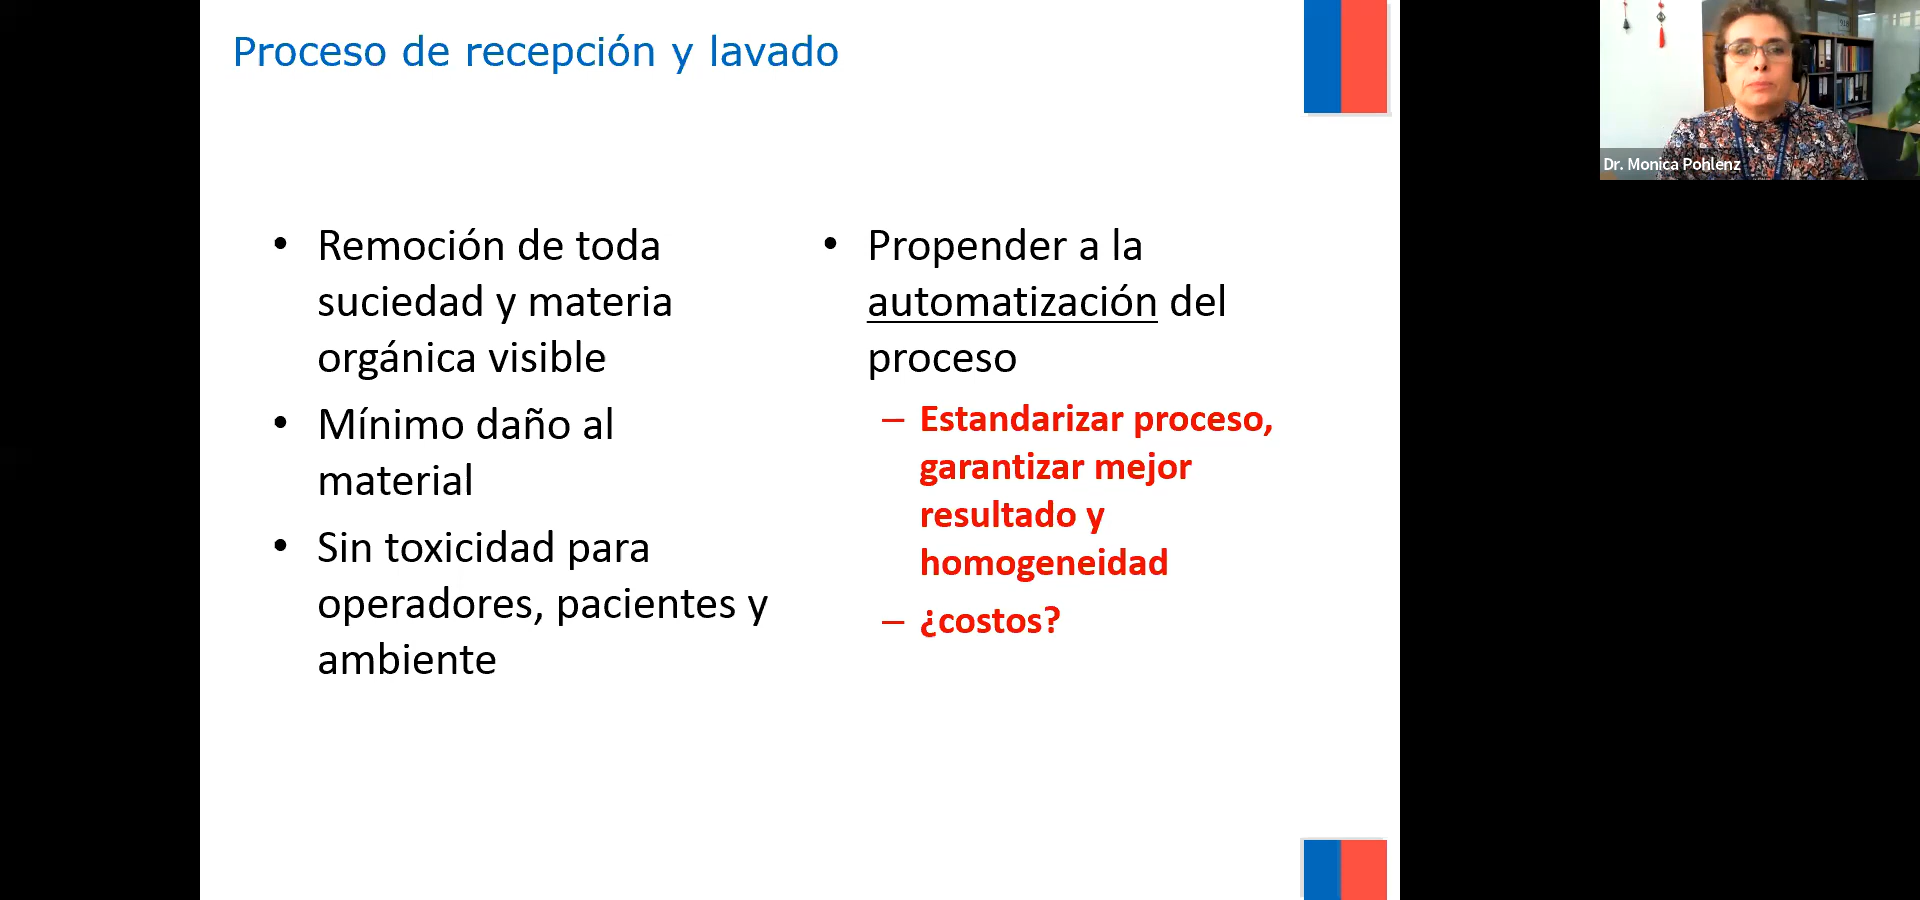 Proceso de recepción y lavado
• Remoción de toda
suciedad y materia
orgánica visible
• Mínimo daño al
material
• Sin toxicidad para
operadores, pacientes y
ambiente
• Propender a la
automatización del
proceso
– Estandarizar proceso,
garantizar mejor
resultado y
homogeneidad
– ¿costos?
Dr. Monica Pohlenz